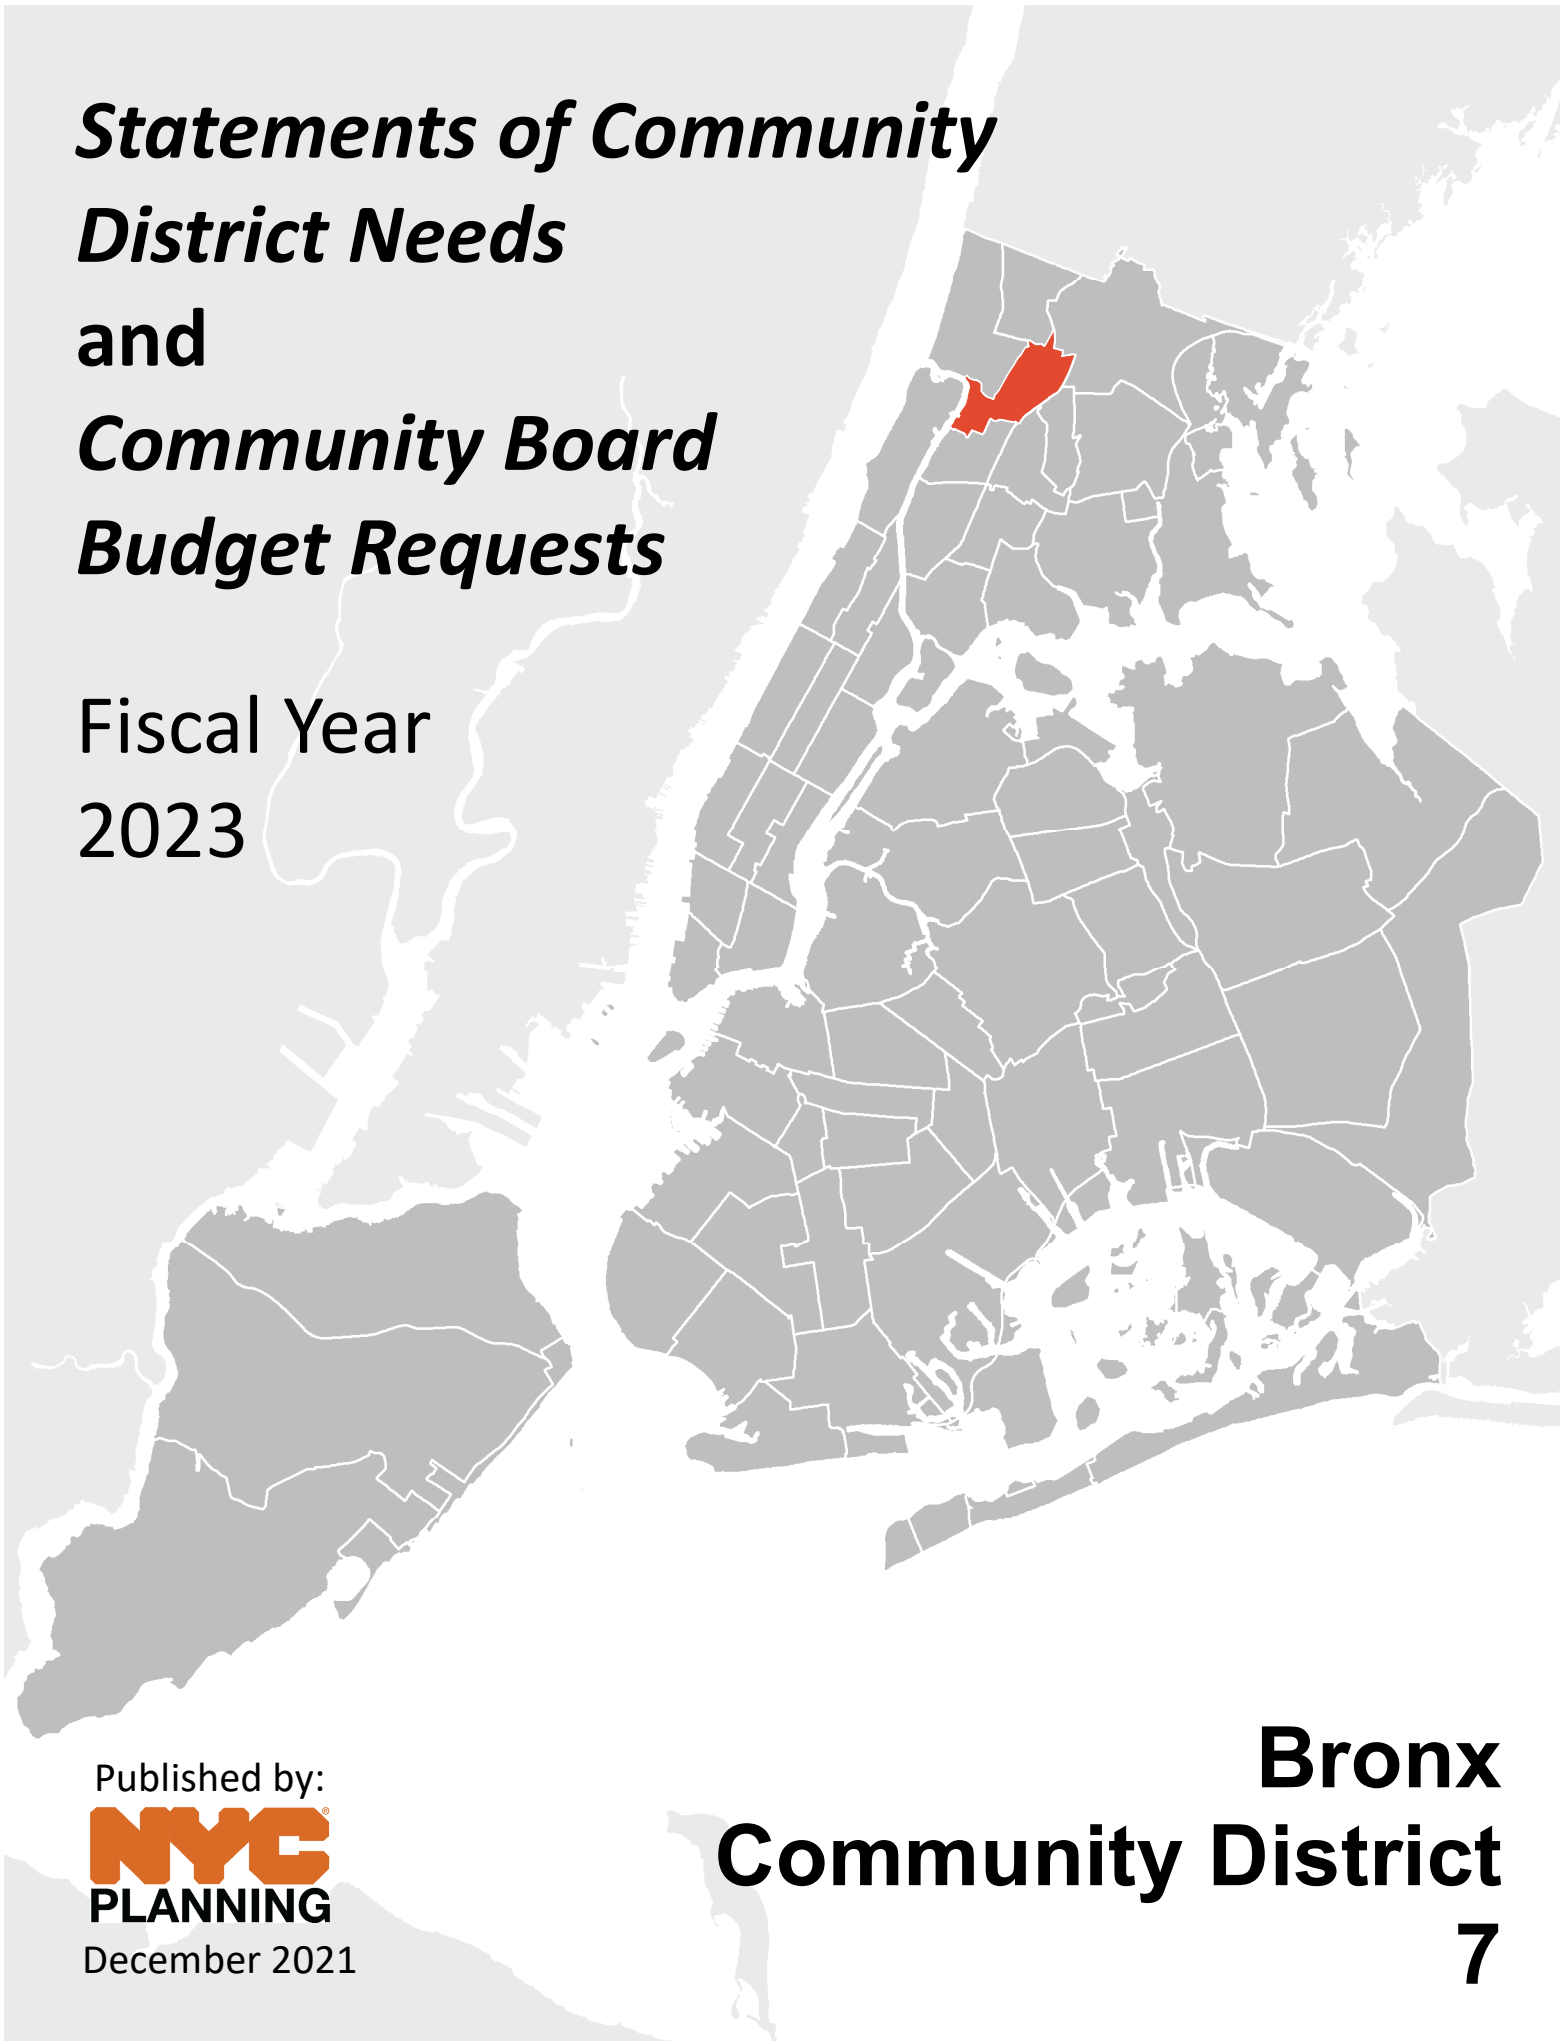 Statements of Community
District Needs
and
Community Board
Budget Requests
Fiscal Year
2023
Published by:
NYC®
PLANNING
December 2021
Bronx
Community District
7